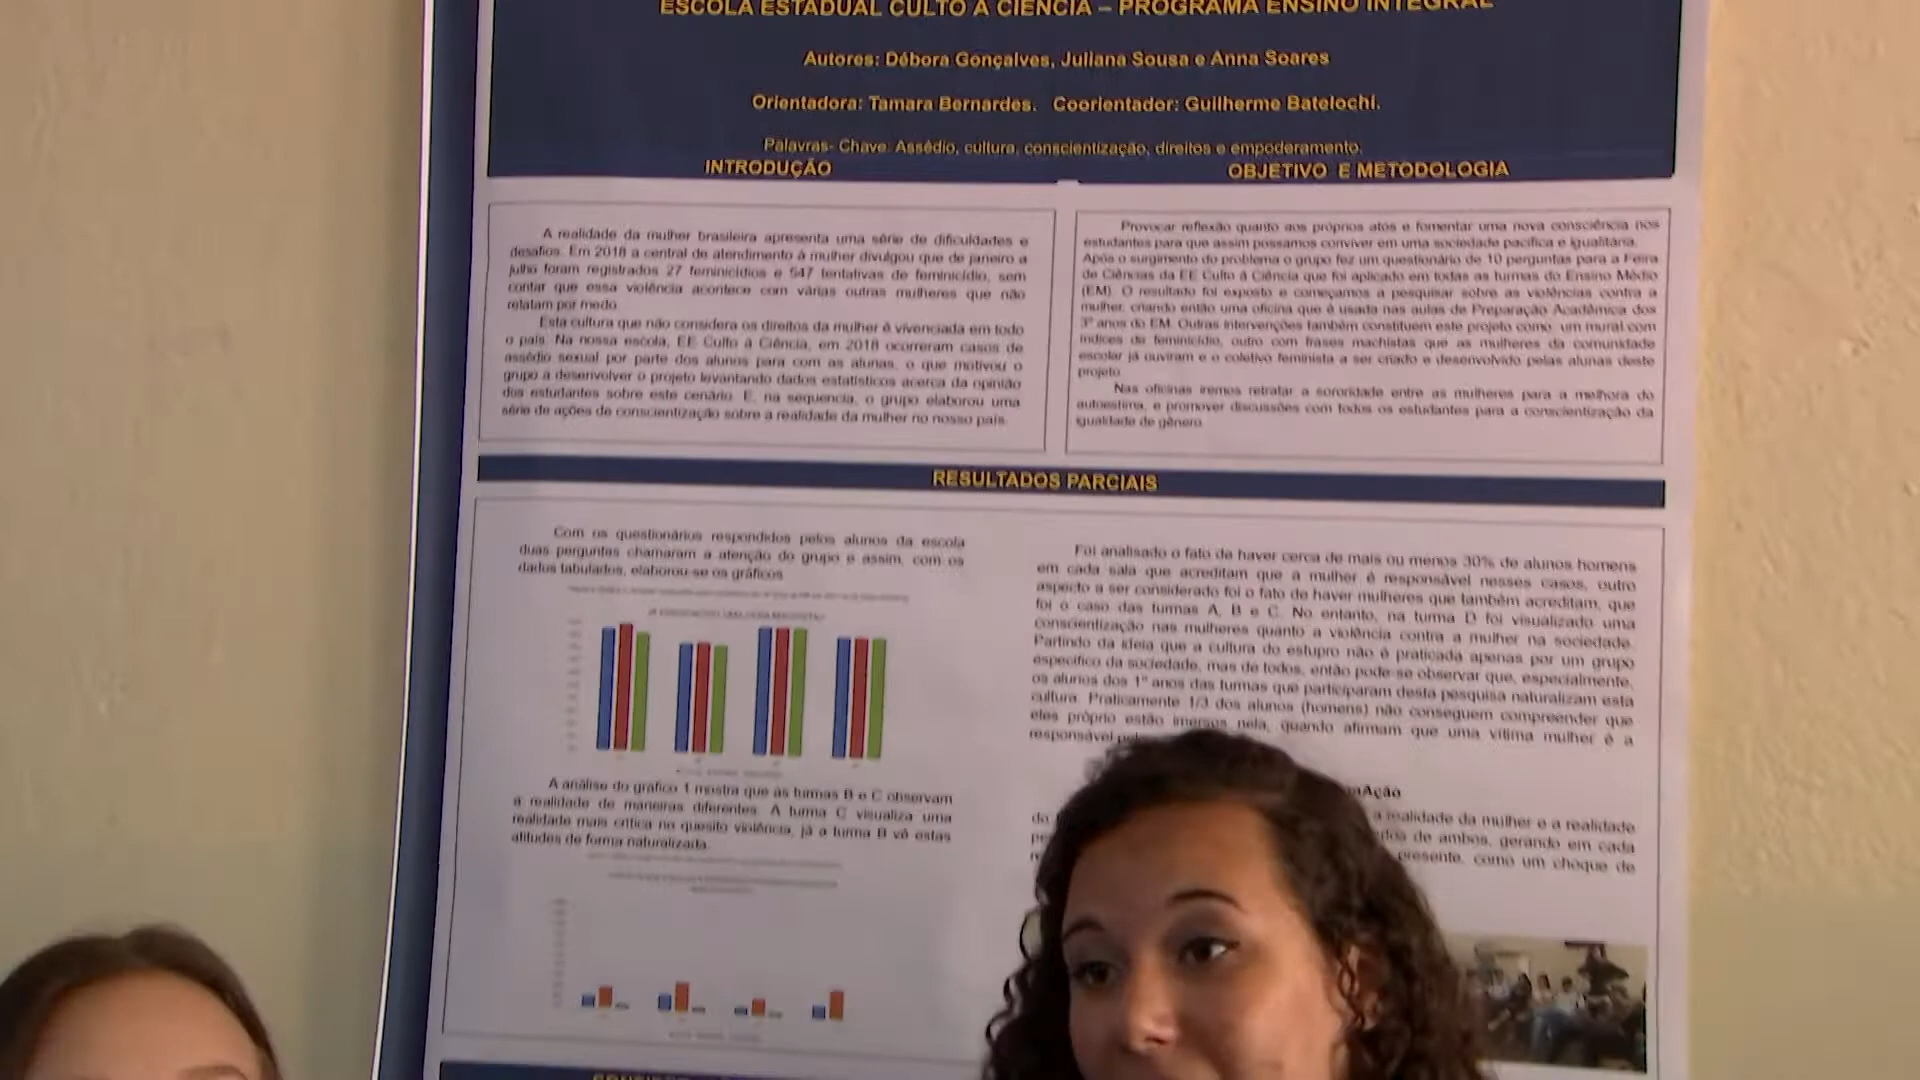 ESCOLA ESTADUAL CULTO À CIÊNCIA – PROGRAMA ENSINO INTEGRAL
Autores: Débora Gonçalves, Juliana Sousa e Anna Soares
Orientadora: Tamara Bernardes. Coorientador: Guilherme Batelochi.
Palavras- Chave: Assédio, cultura, conscientização, direitos e empoderamento.
INTRODUÇÃO
A realidade da mulher brasileira apresenta uma série de dificuldades e
desafios. Em 2018 a central de atendimento à mulher divulgou que de janeiro a
julho foram registrados 27 feminicídios e 547 tentativas de feminicídio, sem
contar que essa violência acontece com várias outras mulheres que não
relatam por medo.
Esta cultura que não considera os direitos da mulher é vivenciada em todo
o país. Na nossa escola, EE Culto à Ciência, em 2018 ocorreram casos de
assédio sexual por parte dos alunos para com as alunas, o que motivou o
grupo a desenvolver o projeto levantando dados estatísticos acerca da opinião
dos estudantes sobre este cenário. E, na sequencia, o grupo elaborou uma
série de ações de conscientização sobre a realidade da mulher no nosso país.
OBJETIVO E METODOLOGIA
Provocar reflexão quanto aos próprios atos e fomentar uma nova consciência nos
estudantes para que assim possamos conviver em uma sociedade pacífica e igualitária.
Após o surgimento do problema o grupo fez um questionário de 10 perguntas para a Feira
de Ciências da EE Culto à Ciência que foi aplicado em todas as turmas do Ensino Médio
(EM). O resultado foi exposto e começamos a pesquisar sobre as violências contra a
mulher, criando então uma oficina que é usada nas aulas de Preparação Acadêmica dos
3º anos do EM. Outras intervenções também constituem este projeto como: um mural com
índices de feminicídio, outro com frases machistas que as mulheres da comunidade
escolar já ouviram e o coletivo feminista a ser criado e desenvolvido pelas alunas deste
projeto.
Nas oficinas iremos retratar a sororidade entre as mulheres para a melhora do
autoestima, e promover discussões com todos os estudantes para a conscientização da
igualdade de gênero.
RESULTADOS PARCIAIS
Com os questionários respondidos pelos alunos da escola
duas perguntas chamaram a atenção do grupo e assim, com os
dados tabulados, elaborou-se os gráficos
A análise do gráfico 1 mostra que as turmas B e C observam
a realidade de maneiras diferentes. A turma C visualiza uma
realidade mais crítica no quesito violência, já a turma B vê estas
atitudes de forma naturalizada.
Foi analisado o fato de haver cerca de mais ou menos 30% de alunos homens
em cada sala que acreditam que a mulher é responsável nesses casos, outro
aspecto a ser considerado foi o fato de haver mulheres que também acreditam, que
foi o caso das turmas A, B e C. No entanto, na turma D foi visualizado uma
conscientização nas mulheres quanto a violência contra a mulher na sociedade.
Partindo da ideia que a cultura do estupro não é praticada apenas por um grupo
específico da sociedade, mas de todos, então pode-se observar que, especialmente,
os alunos dos 1º anos das turmas que participaram desta pesquisa naturalizam esta
cultura. Praticamente 1/3 dos alunos (homens) não conseguem compreender que
eles próprio estão imersos nela, quando afirmam que uma vítima mulher é a
responsável
Ação
do a realidade da mulher e a realidade
de ambos, gerando em cada
presente, como um choque de